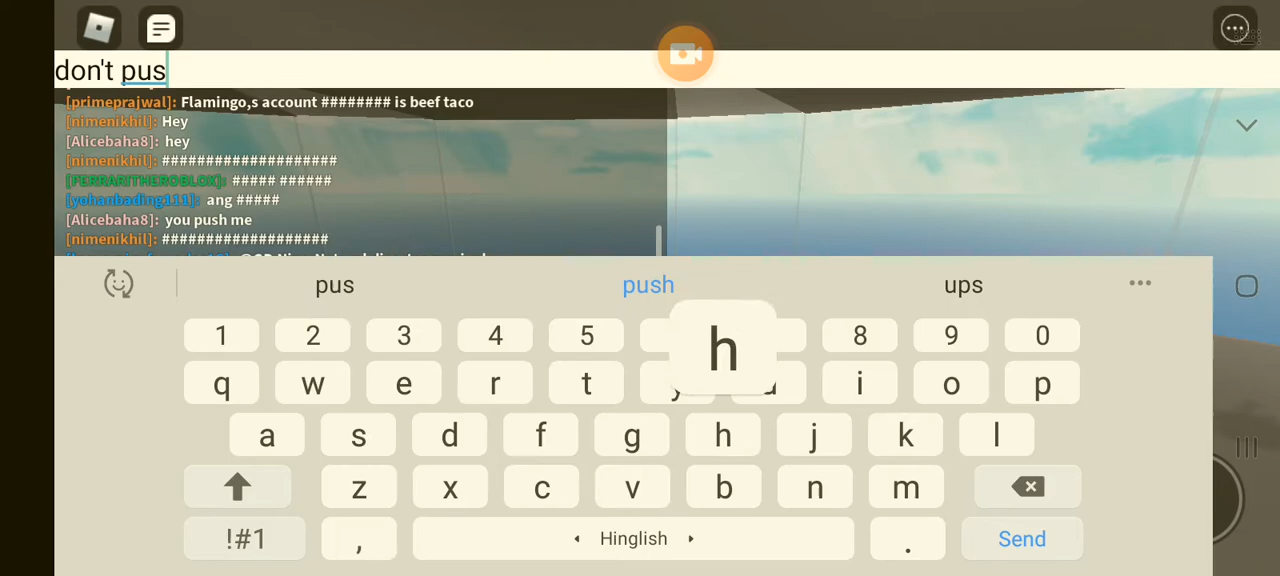 don't pus
[primeprajwal]: Flamingo,s account ######## is beef taco
[nimenikhil]: Hey
[Alicebaha8]: hey
[nimenikhil]: ####################
[FERRARITHEROBLOX]: ##### ######
[yohanbading111]: ang #####
[Alicebaha8]: you push me
[nimenikhil]: ###################
pus push ups
h
1 2 3 4 5 8 9 0
q w e r t y u i o p
a s d f g h j k l
z x c v b n m
!#1 , Hinglish . Send